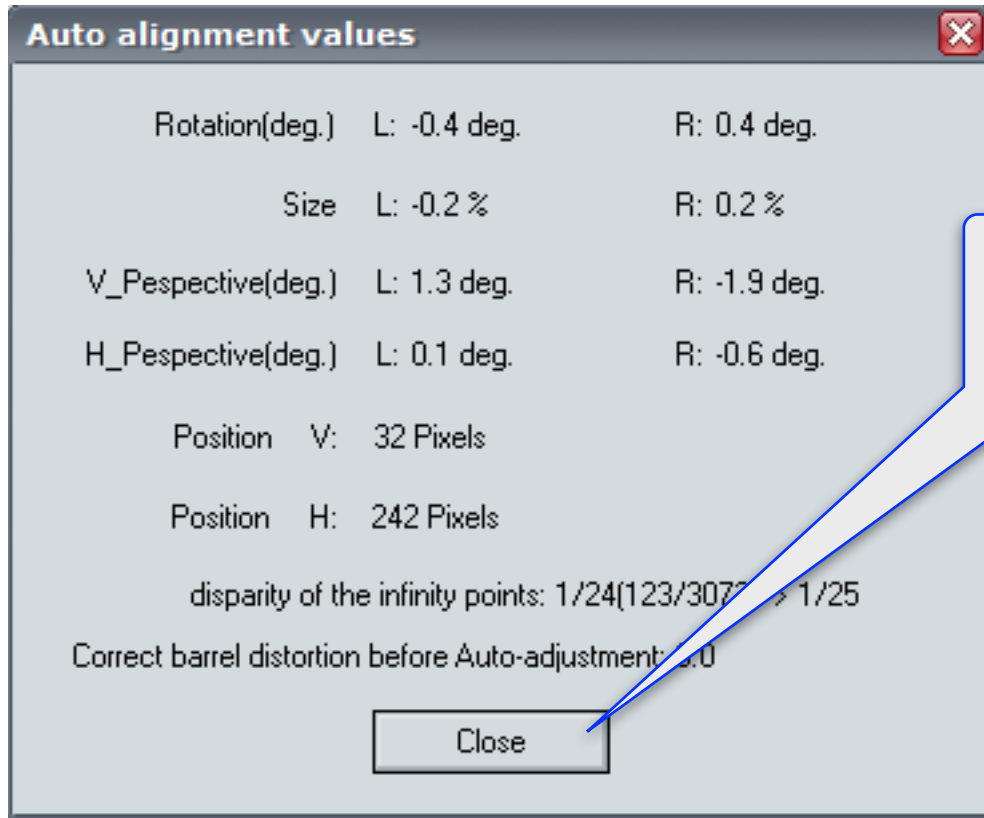 Auto alignment values
Rotation(deg.) L: -0.4 deg. R: 0.4 deg.
Size L: -0.2 % R: 0.2 %
V_Pespective(deg.) L: 1.3 deg. R: -1.9 deg.
H_Pespective(deg.) L: 0.1 deg. R: -0.6 deg.
Position V: 32 Pixels
Position H: 242 Pixels
disparity of the infinity points: 1/24(123/307 > 1/25
Correct barrel distortion before Auto-adjustment:
Close